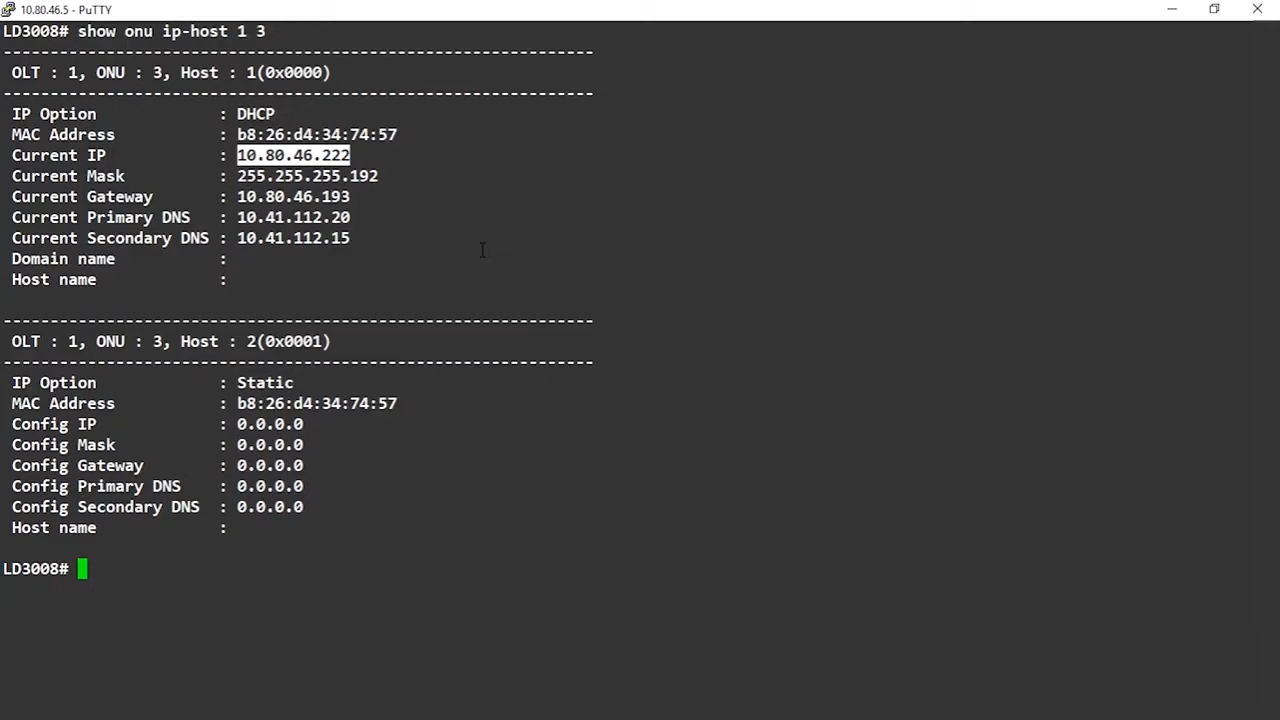 10.80.46.5 - PuTTY
LD3008# show onu ip-host 1 3
---------------------------------------------------------------
OLT : 1, ONU : 3, Host : 1(0x0000)
---------------------------------------------------------------
IP Option : DHCP
MAC Address : b8:26:d4:34:74:57
Current IP : 10.80.46.222
Current Mask : 255.255.255.192
Current Gateway : 10.80.46.193
Current Primary DNS : 10.41.112.20
Current Secondary DNS : 10.41.112.15
Domain name :
Host name :
---------------------------------------------------------------
OLT : 1, ONU : 3, Host : 2(0x0001)
---------------------------------------------------------------
IP Option : Static
MAC Address : b8:26:d4:34:74:57
Config IP : 0.0.0.0
Config Mask : 0.0.0.0
Config Gateway : 0.0.0.0
Config Primary DNS : 0.0.0.0
Config Secondary DNS : 0.0.0.0
Host name :
LD3008#